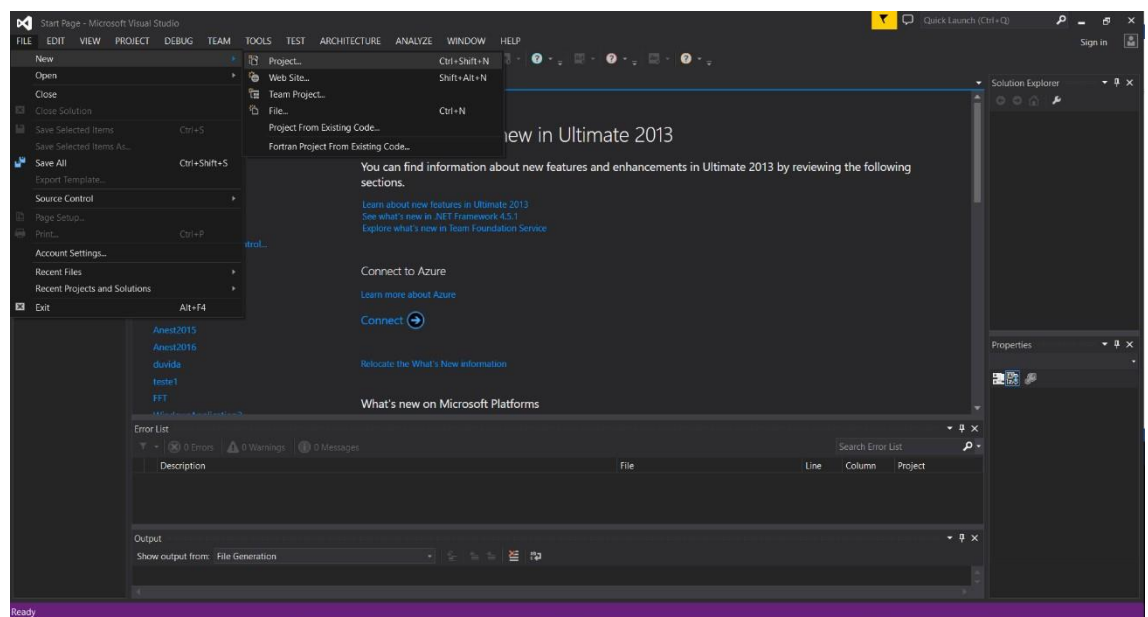 Start Page - Microsoft Visual Studio
Quick Launch (Ctrl+Q)
FILE EDIT VIEW PROJECT DEBUG TEAM TOOLS TEST ARCHITECTURE ANALYZE WINDOW HELP
Sign in
New
Open
Close
Close Solution
Save Selected Items Ctrl+S
Save Selected Items As...
Save All Ctrl+Shift+S
Export Template...
Source Control
Page Setup...
Print... Ctrl+P
Account Settings...
Recent Files
Recent Projects and Solutions
Exit Alt+F4
Project... Ctrl+Shift+N
Web Site... Shift+Alt+N
Team Project...
File... Ctrl+N
Project From Existing Code...
Fortran Project From Existing Code...
ew in Ultimate 2013
You can find information about new features and enhancements in Ultimate 2013 by reviewing the following
sections.
Learn about new features in Ultimate 2013
See what's new in .NET Framework 4.5.1
Explore what's new in Team Foundation Service
ntrol...
Connect to Azure
Learn more about Azure
Connect
Anest2015
Anest2016
duvida
teste1
FFT
Relocate the What's New information
What's new on Microsoft Platforms
Solution Explorer
Properties
Error List
0 Errors 0 Warnings 0 Messages
Search Error List
Description File Line Column Project
Output
Show output from: File Generation
Ready